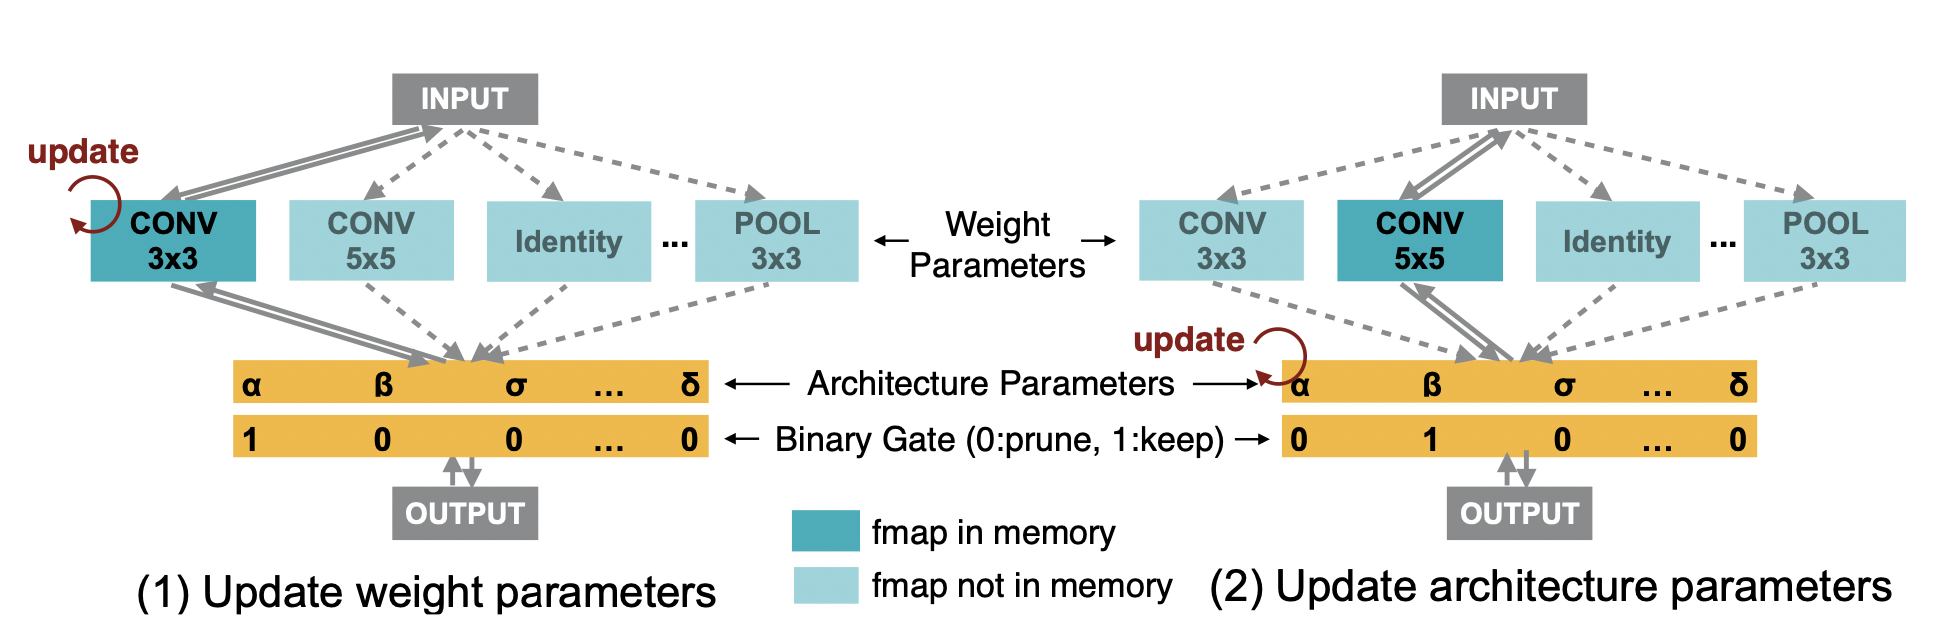 INPUT
update
CONV
3x3
CONV
5x5
Identity
...
POOL
3x3
α ß σ ... δ
1 0 0 ... 0
OUTPUT
(1) Update weight parameters
Weight
Parameters
Architecture Parameters
Binary Gate (0:prune, 1:keep)
fmap in memory
fmap not in memory
INPUT
CONV
3x3
CONV
5x5
Identity
...
POOL
3x3
update
α ß σ ... δ
0 1 0 ... 0
OUTPUT
(2) Update architecture parameters